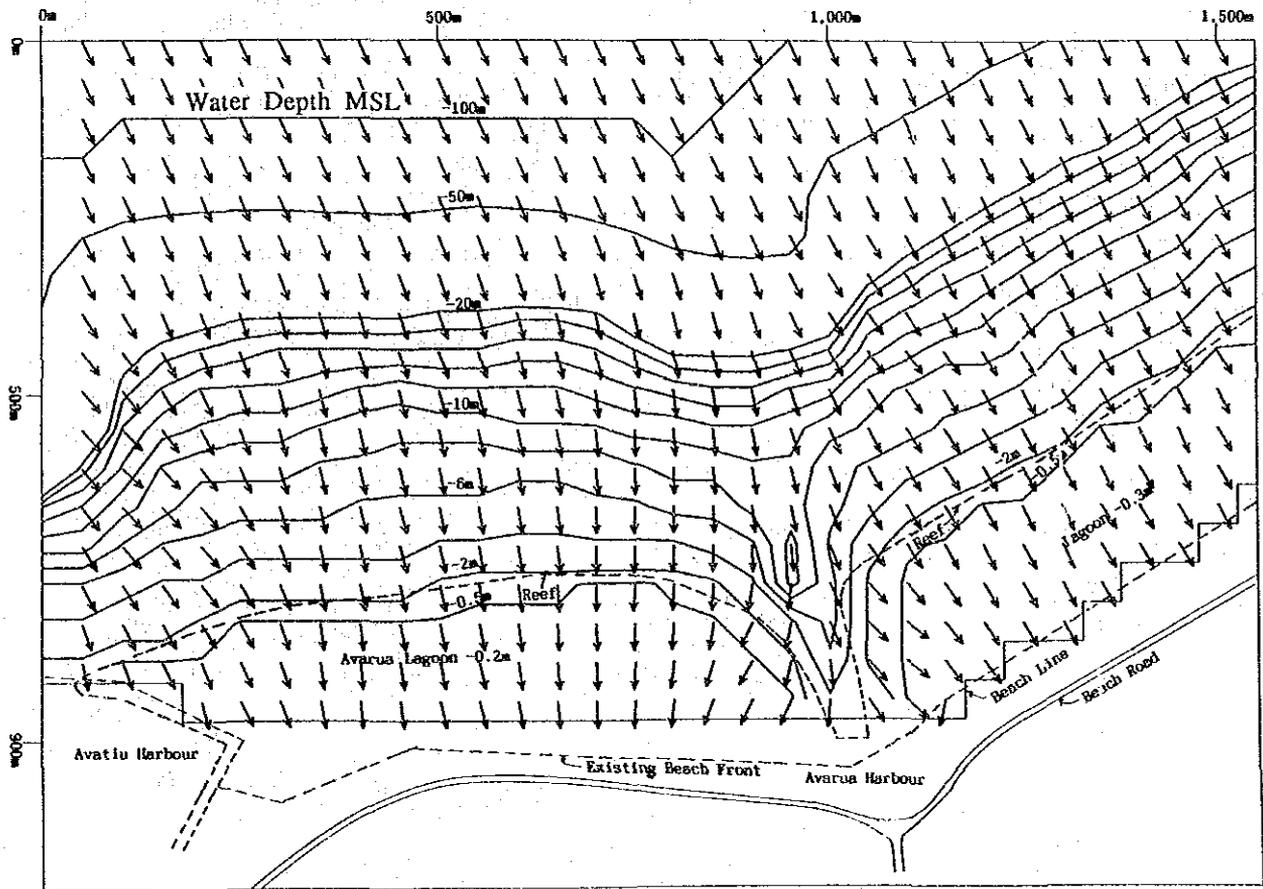 0m
500m
1,000m
1,500m
0m
Water Depth MSL
-100m
-50m
-20m
500m
-10m
-6m
-2m
-0.5m
Reef
Lagoon -0.3m
-2m
-0.5m
Reef
Avarua Lagoon -0.2m
Beach Line
Beach Road
900m
Avatiu Harbour
Existing Beach Front
Avarua Harbour